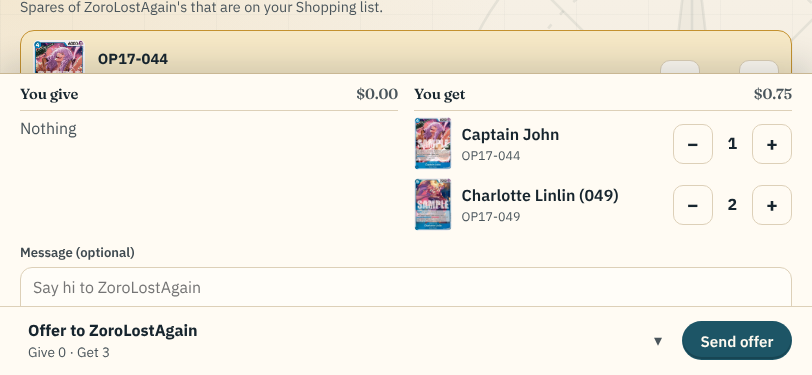 Spares of ZoroLostAgain's that are on your Shopping list.
OP17-044
You give $0.00
Nothing
You get $0.75
SAMPLE
Captain John
OP17-044
− 1 +
SAMPLE
Charlotte Linlin (049)
OP17-049
− 2 +
Message (optional)
Say hi to ZoroLostAgain
Offer to ZoroLostAgain
Give 0 · Get 3
▼
Send offer